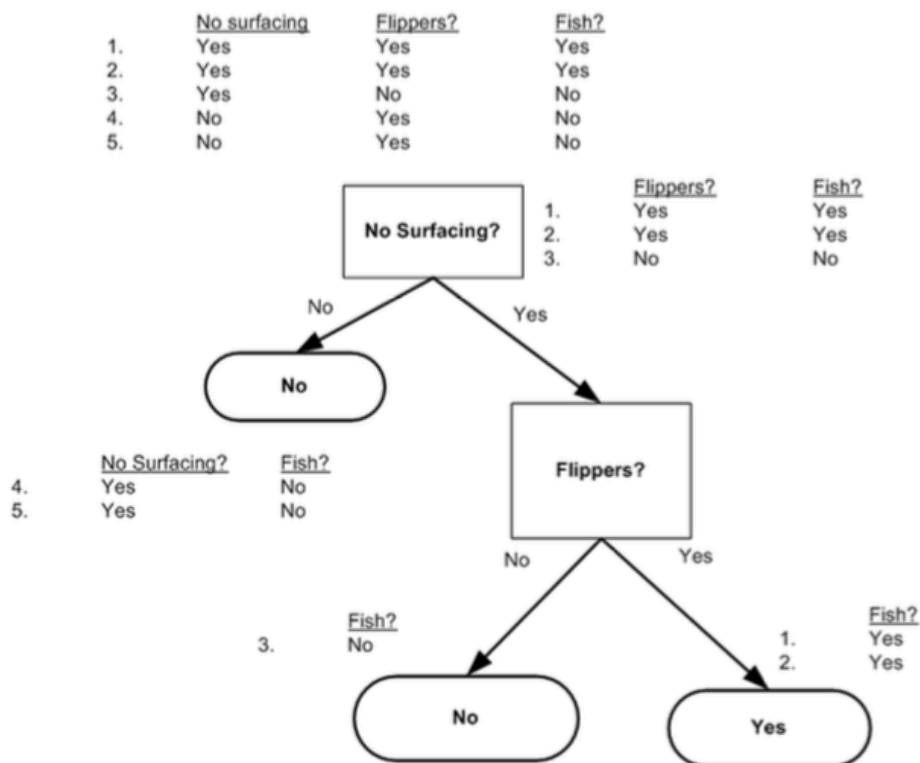 No surfacing Flippers? Fish?
1. Yes Yes Yes
2. Yes Yes Yes
3. Yes No No
4. No Yes No
5. No Yes No
Flippers? Fish?
1. Yes Yes
2. Yes Yes
3. No No
No Surfacing?
No
Yes
No
Flippers?
No Surfacing? Fish?
4. Yes No
5. Yes No
No
Yes
Fish?
3. No
Fish?
1. Yes
2. Yes
No
Yes